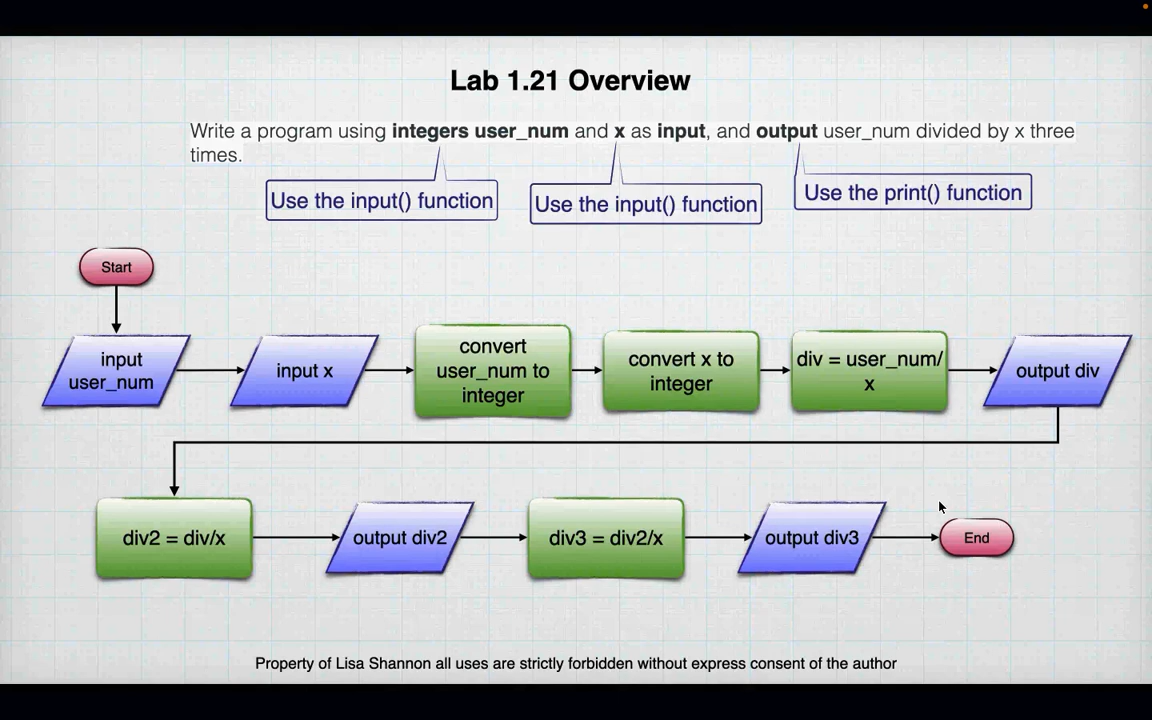 Lab 1.21 Overview
Write a program using integers user_num and x as input, and output user_num divided by x three
times.
Use the input() function
Use the input() function
Use the print() function
Start
input
user_num
input x
convert
user_num to
integer
convert x to
integer
div = user_num/
x
output div
div2 = div/x
output div2
div3 = div2/x
output div3
End
Property of Lisa Shannon all uses are strictly forbidden without express consent of the author